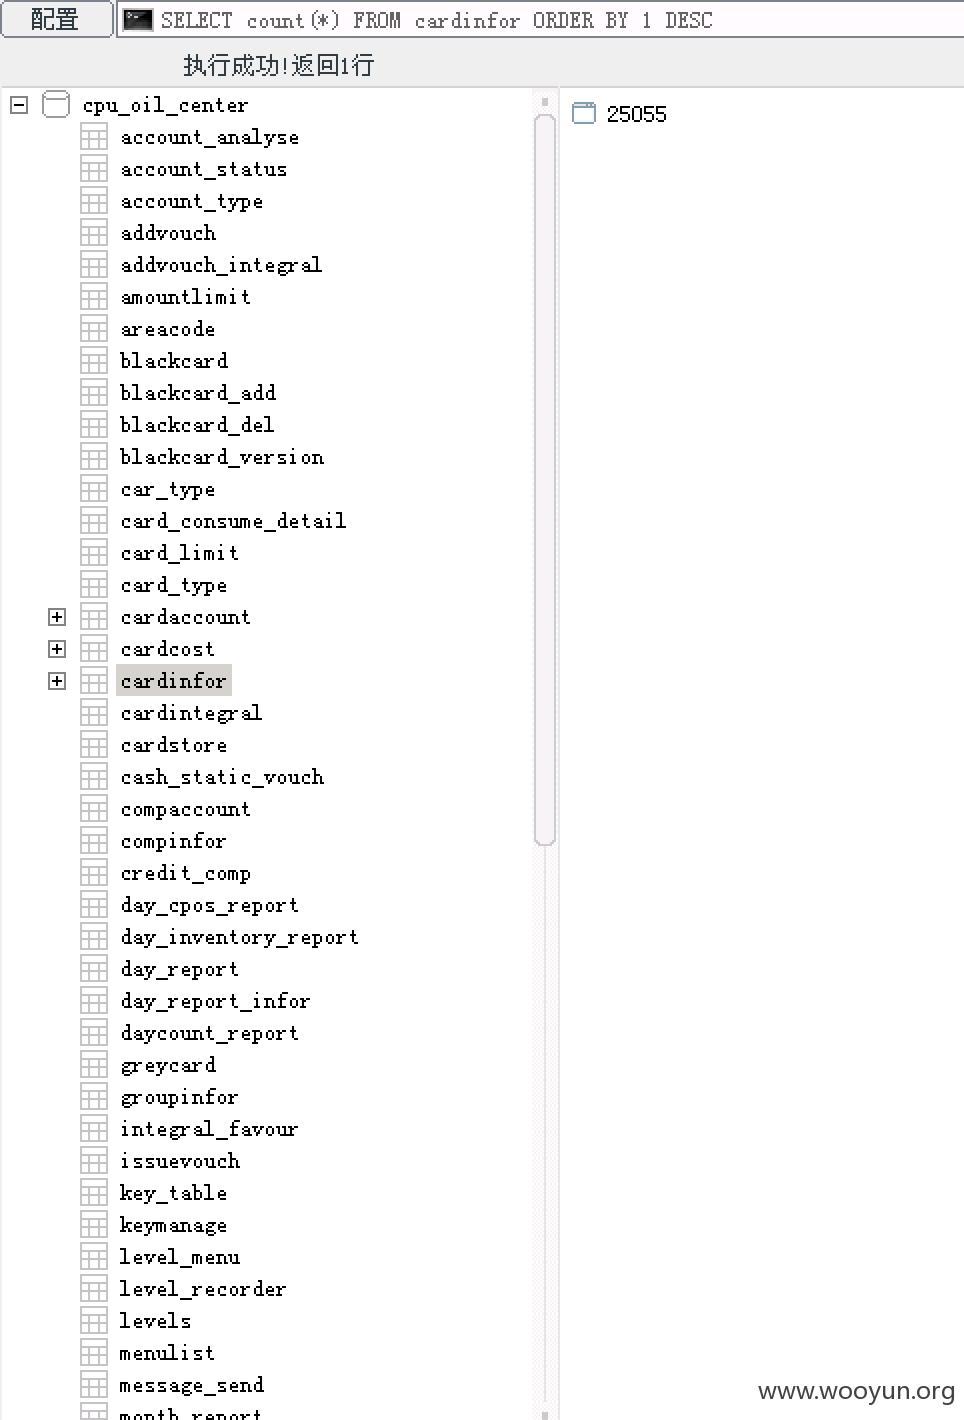 配置
SELECT count(*) FROM cardinfor ORDER BY 1 DESC
执行成功!返回1行
cpu_oil_center
25055
account_analyse
account_status
account_type
addvouch
addvouch_integral
amountlimit
areacode
blackcard
blackcard_add
blackcard_del
blackcard_version
car_type
card_consume_detail
card_limit
card_type
cardaccount
cardcost
cardinfor
cardintegral
cardstore
cash_static_vouch
compaccount
compinfor
credit_comp
day_cpos_report
day_inventory_report
day_report
day_report_infor
daycount_report
greycard
groupinfor
integral_favour
issuevouch
key_table
keymanage
level_menu
level_recorder
levels
menulist
message_send
month_report
www.wooyun.org